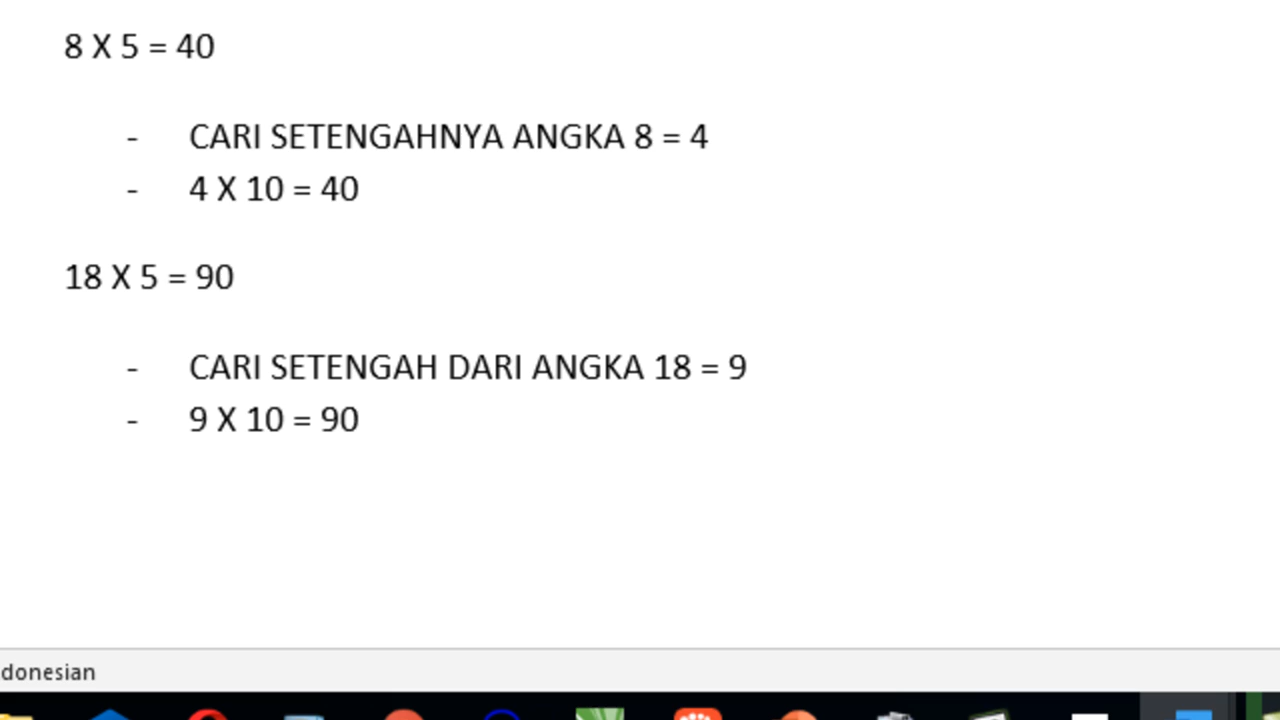 8 X 5 = 40
- CARI SETENGAHNYA ANGKA 8 = 4
- 4 X 10 = 40
18 X 5 = 90
- CARI SETENGAH DARI ANGKA 18 = 9
- 9 X 10 = 90
donesian